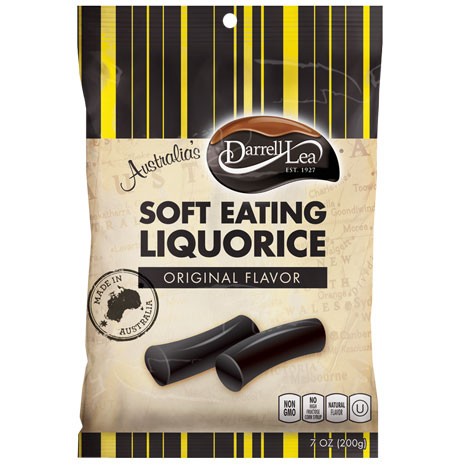 Australia's
Darrell Lea
EST. 1927
SOFT EATING
LIQUORICE
ORIGINAL FLAVOR
MADE IN
AUSTRALIA
NON
GMO
NO
HIGH
FRUCTOSE
CORN SYRUP
NATURAL
FLAVOR
U
7 OZ (200g)
Melbourne